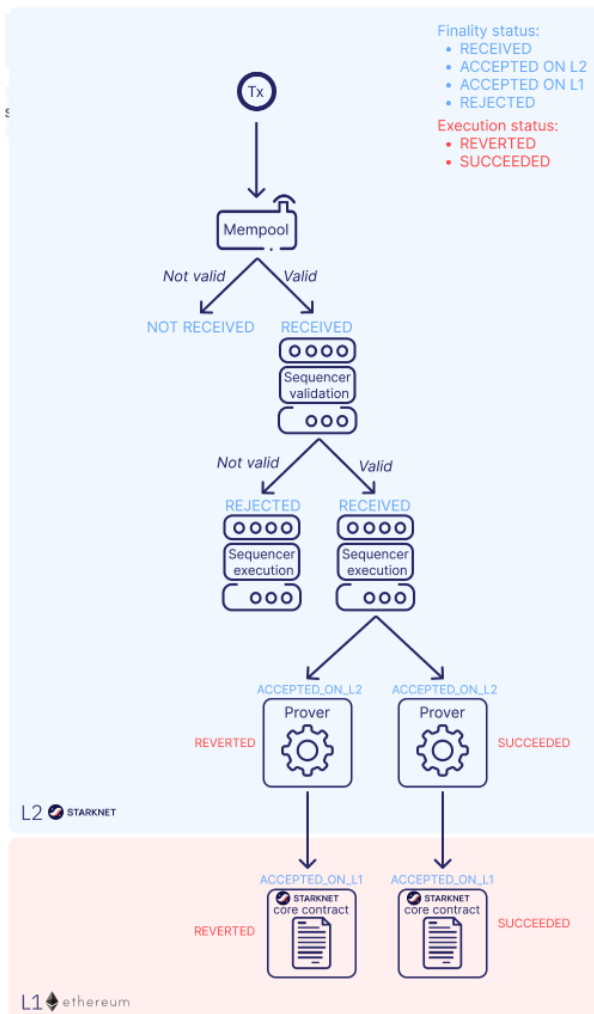 Finality status:
• RECEIVED
• ACCEPTED ON L2
• ACCEPTED ON L1
• REJECTED
Execution status:
• REVERTED
• SUCCEEDED
Tx
Mempool
Not valid
Valid
NOT RECEIVED
RECEIVED
Sequencer
validation
Not valid
Valid
REJECTED
RECEIVED
Sequencer
execution
Sequencer
execution
ACCEPTED_ON_L2
ACCEPTED_ON_L2
Prover
Prover
REVERTED
SUCCEEDED
L2 STARKNET
ACCEPTED_ON_L1
ACCEPTED_ON_L1
STARKNET
core contract
STARKNET
core contract
REVERTED
SUCCEEDED
L1 ethereum